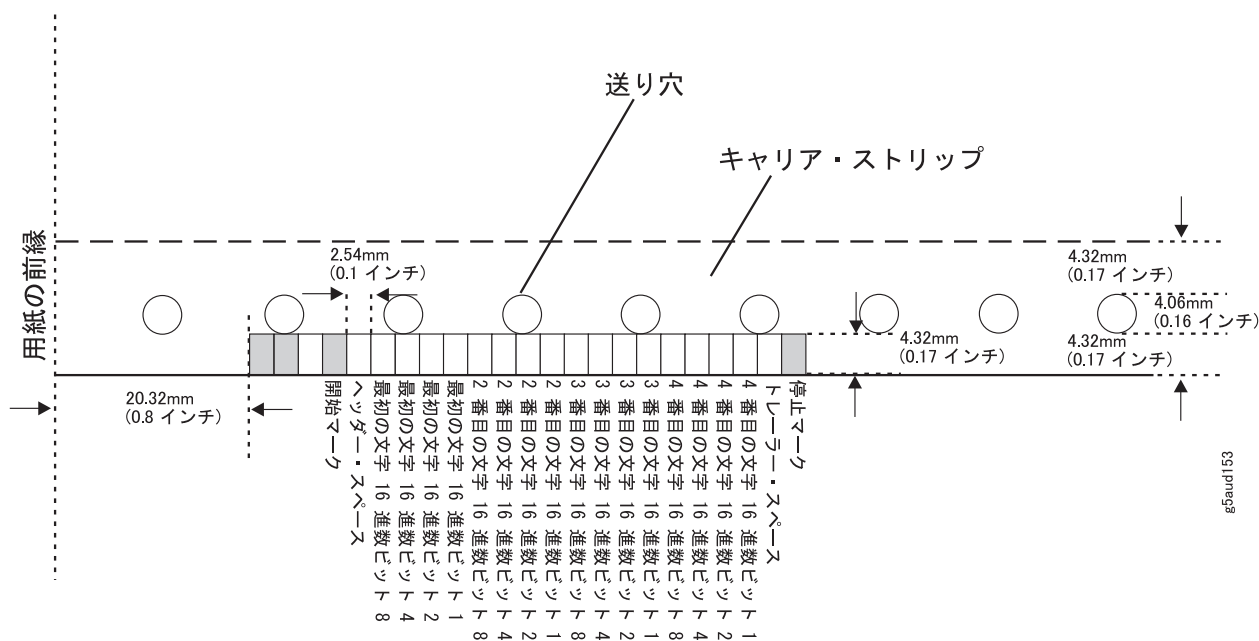 送り穴
キャリア・ストリップ
用紙の前縁
2.54mm
(0.1 インチ)
4.32mm
(0.17 インチ)
4.06mm
(0.16 インチ)
4.32mm
(0.17 インチ)
4.32mm
(0.17 インチ)
20.32mm
(0.8 インチ)
開始マーク
ヘッダー・スペース
最初の文字 16 進数ビット 8
最初の文字 16 進数ビット 4
最初の文字 16 進数ビット 2
最初の文字 16 進数ビット 1
2 番目の文字 16 進数ビット 8
2 番目の文字 16 進数ビット 4
2 番目の文字 16 進数ビット 2
2 番目の文字 16 進数ビット 1
3 番目の文字 16 進数ビット 8
3 番目の文字 16 進数ビット 4
3 番目の文字 16 進数ビット 2
3 番目の文字 16 進数ビット 1
4 番目の文字 16 進数ビット 8
4 番目の文字 16 進数ビット 4
4 番目の文字 16 進数ビット 2
4 番目の文字 16 進数ビット 1
トレーラー・スペース
停止マーク
g5aud153